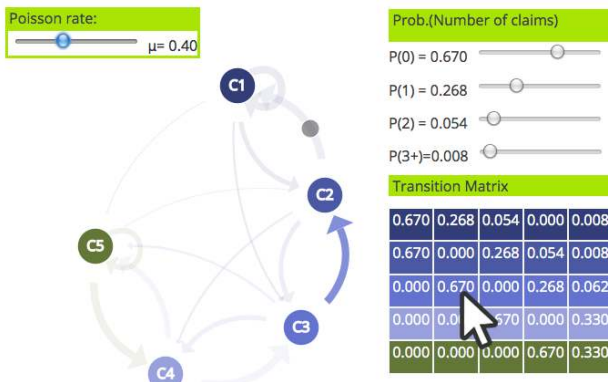 Poisson rate:
μ= 0.40
C1
C2
C3
C4
C5
Prob.(Number of claims)
P(0) = 0.670
P(1) = 0.268
P(2) = 0.054
P(3+)=0.008
Transition Matrix
0.670 0.268 0.054 0.000 0.008
0.670 0.000 0.268 0.054 0.008
0.000 0.670 0.000 0.268 0.062
0.000 0.000 0.330
0.000 0.000 0.000 0.670 0.330